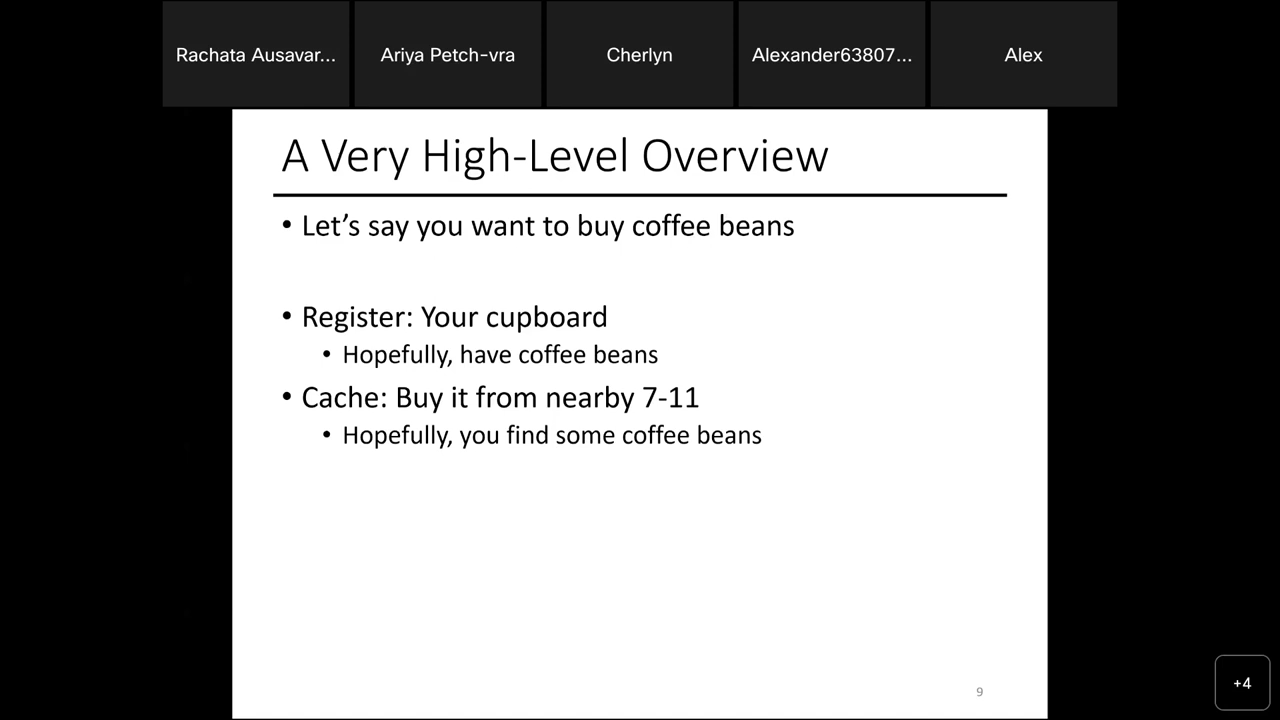 Rachata Ausavar...
Ariya Petch-vra
Cherlyn
Alexander63807...
Alex
A Very High-Level Overview
• Let’s say you want to buy coffee beans
• Register: Your cupboard
• Hopefully, have coffee beans
• Cache: Buy it from nearby 7-11
• Hopefully, you find some coffee beans
9
+4